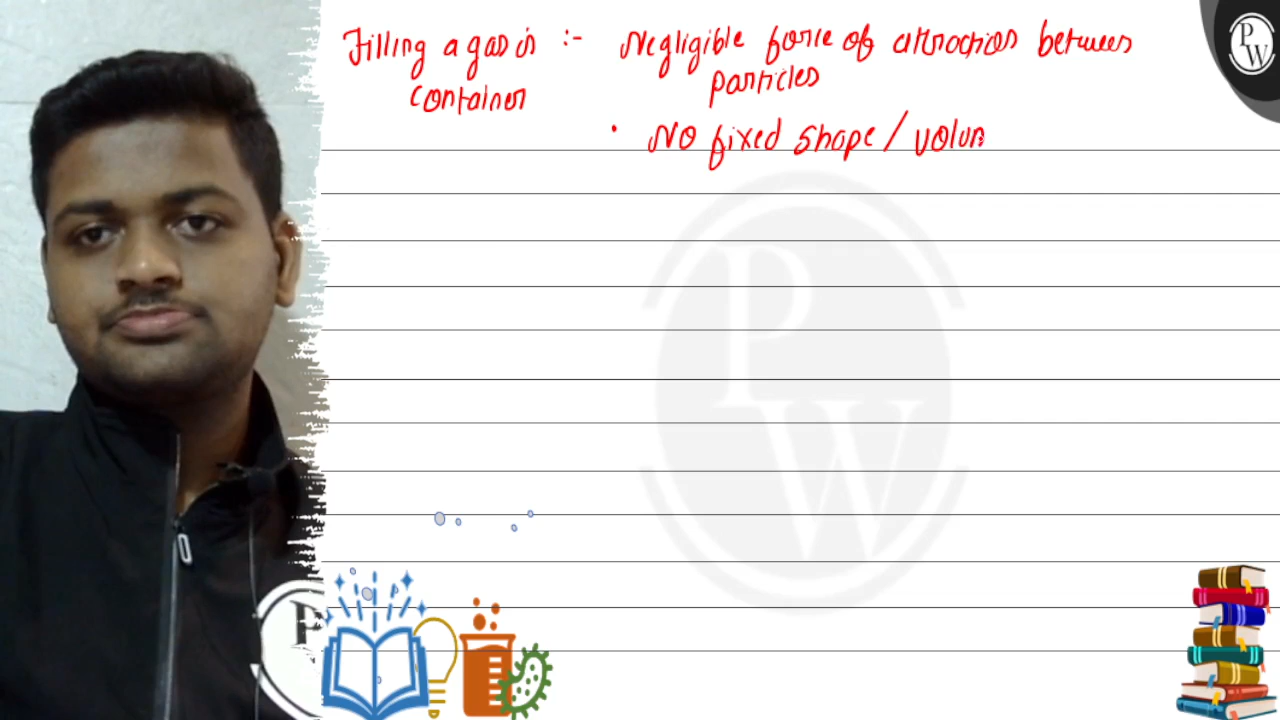 Filling a gas in :- Negligible force of attraction between
container particles
• No fixed shape / volum
P
W
P
W
P